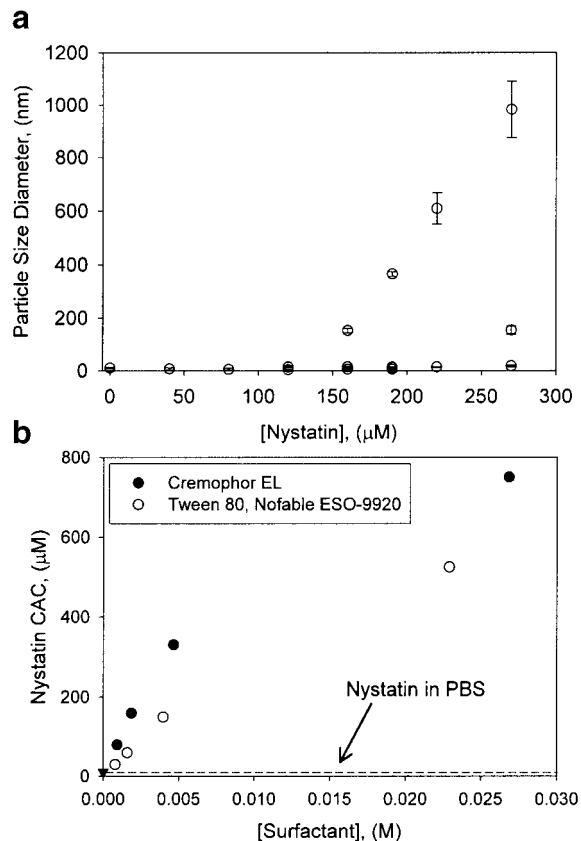 a
1200
1000
800
600
400
200
0
Particle Size Diameter, (nm)
0 50 100 150 200 250 300
[Nystatin], (μM)
b
800
600
400
200
0
Nystatin CAC, (μM)
Cremophor EL
Tween 80, Nofable ESO-9920
Nystatin in PBS
0.000 0.005 0.010 0.015 0.020 0.025 0.030
[Surfactant], (M)